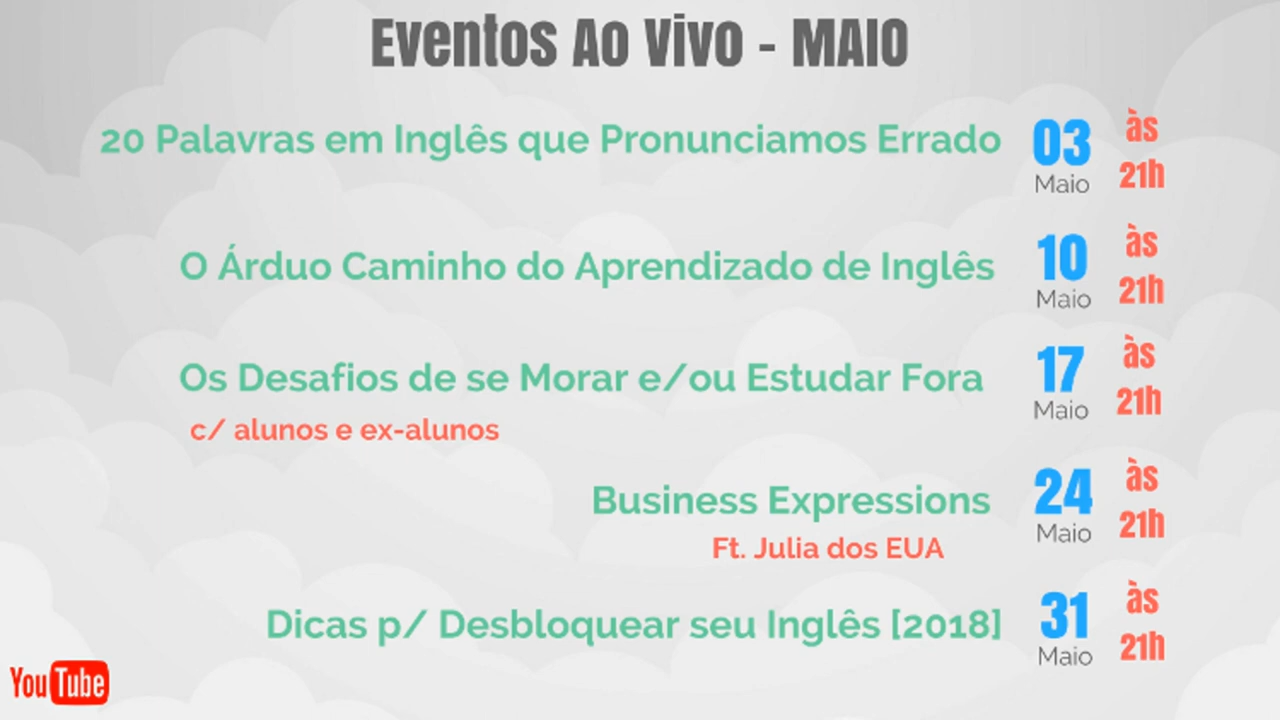 Eventos Ao Vivo - MAIO
20 Palavras em Inglês que Pronunciamos Errado
03
Maio
às
21h
O Árduo Caminho do Aprendizado de Inglês
10
Maio
às
21h
Os Desafios de se Morar e/ou Estudar Fora
c/ alunos e ex-alunos
17
Maio
às
21h
Business Expressions
Ft. Julia dos EUA
24
Maio
às
21h
Dicas p/ Desbloquear seu Inglês [2018]
31
Maio
às
21h
YouTube